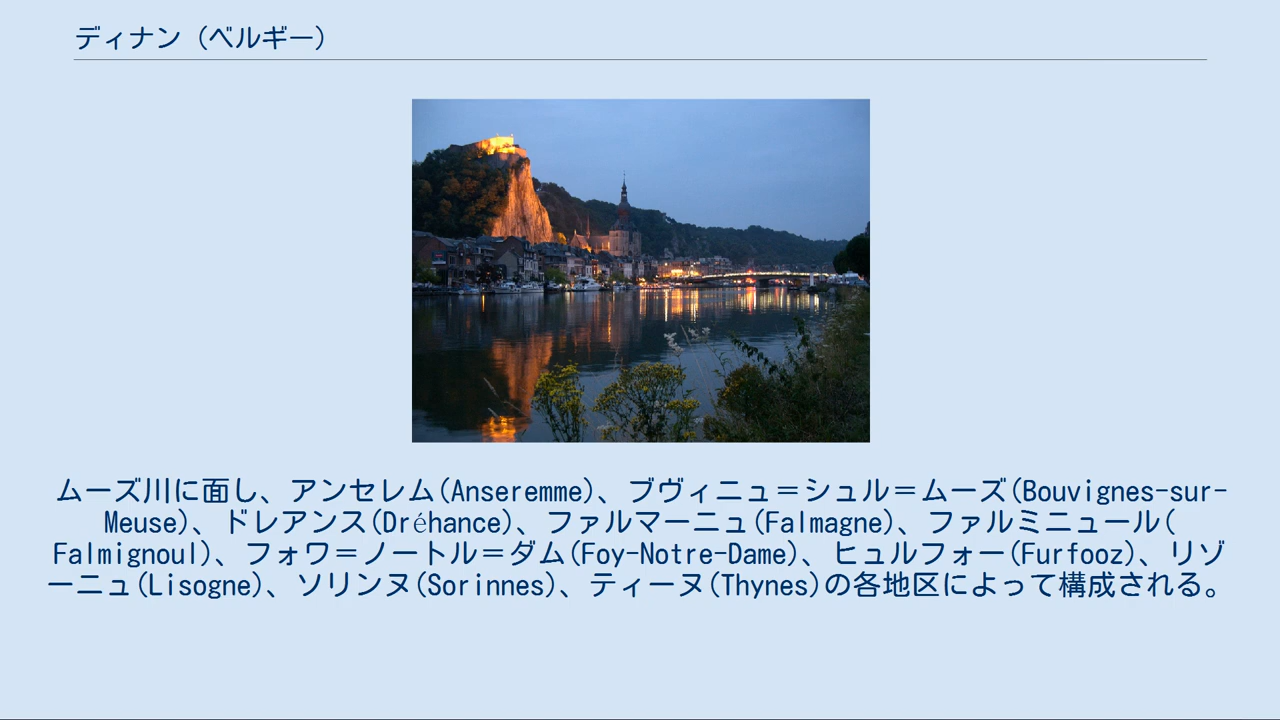 ディナン（ベルギー）
ムーズ川に面し、アンセレム(Anseremme)、ブヴィニュ＝シュル＝ムーズ(Bouvignes-sur-
Meuse)、ドレアンス(Dréhance)、ファルマーニュ(Falmagne)、ファルミニュール(
Falmignoul)、フォワ＝ノートル＝ダム(Foy-Notre-Dame)、ヒュルフォー(Furfooz)、リゾ
ーニュ(Lisogne)、ソリンヌ(Sorinnes)、ティーヌ(Thynes)の各地区によって構成される。